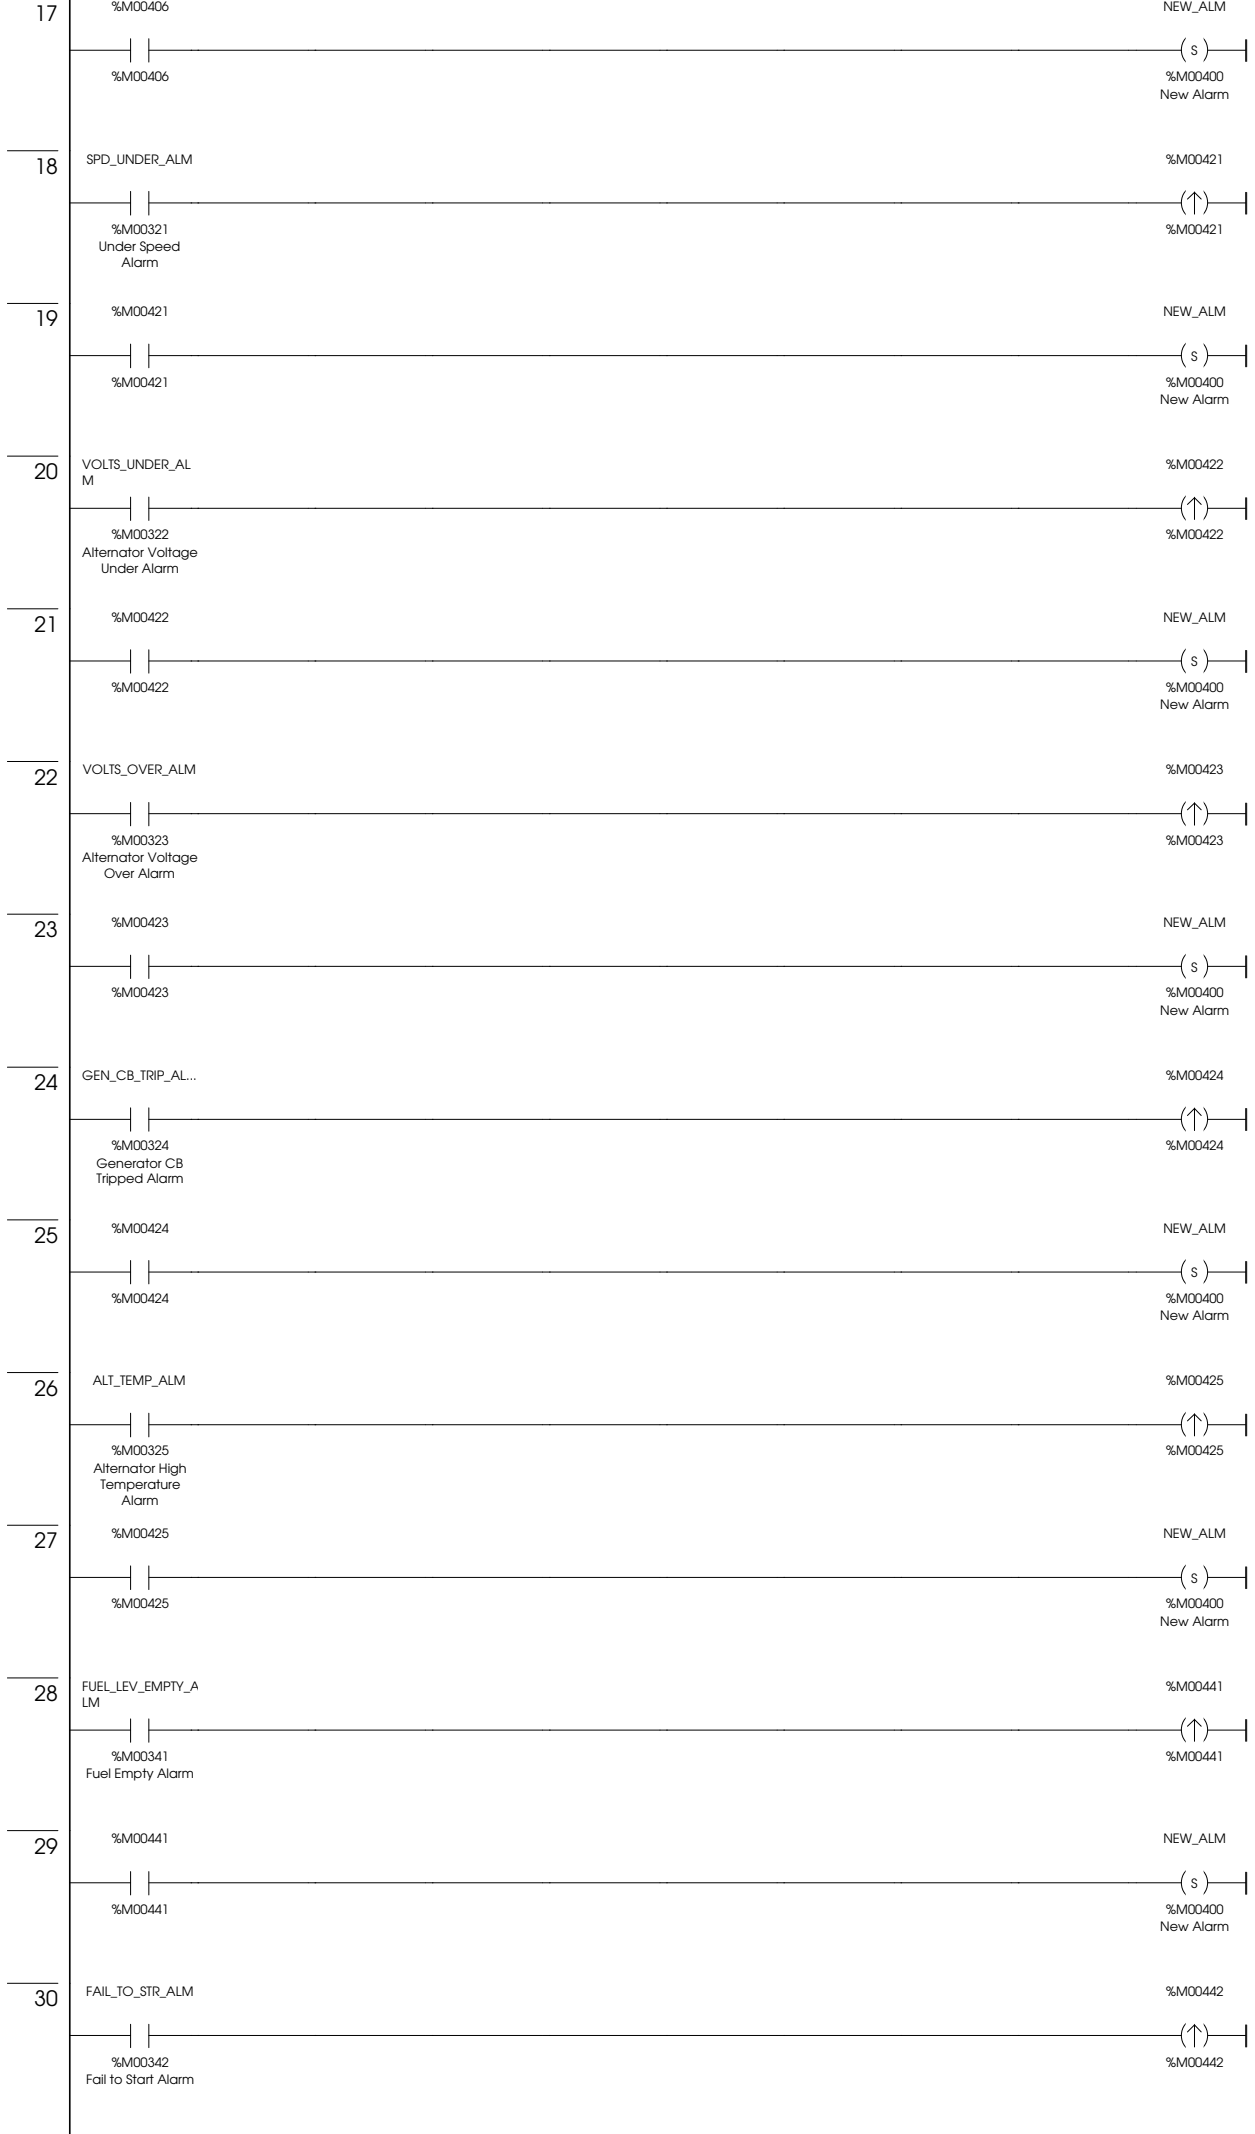 17
%M00406
NEW_ALM
S
%M00406
%M00400
New Alarm
18
SPD_UNDER_ALM
%M00421
%M00321
%M00421
Under Speed
Alarm
19
%M00421
NEW_ALM
S
%M00421
%M00400
New Alarm
20
VOLTS_UNDER_AL
M
%M00422
%M00322
%M00422
Alternator Voltage
Under Alarm
21
%M00422
NEW_ALM
S
%M00422
%M00400
New Alarm
22
VOLTS_OVER_ALM
%M00423
%M00323
%M00423
Alternator Voltage
Over Alarm
23
%M00423
NEW_ALM
S
%M00423
%M00400
New Alarm
24
GEN_CB_TRIP_AL...
%M00424
%M00324
%M00424
Generator CB
Tripped Alarm
25
%M00424
NEW_ALM
S
%M00424
%M00400
New Alarm
26
ALT_TEMP_ALM
%M00425
%M00325
%M00425
Alternator High
Temperature
Alarm
27
%M00425
NEW_ALM
S
%M00425
%M00400
New Alarm
28
FUEL_LEV_EMPTY_A
LM
%M00441
%M00341
%M00441
Fuel Empty Alarm
29
%M00441
NEW_ALM
S
%M00441
%M00400
New Alarm
30
FAIL_TO_STR_ALM
%M00442
%M00342
%M00442
Fail to Start Alarm